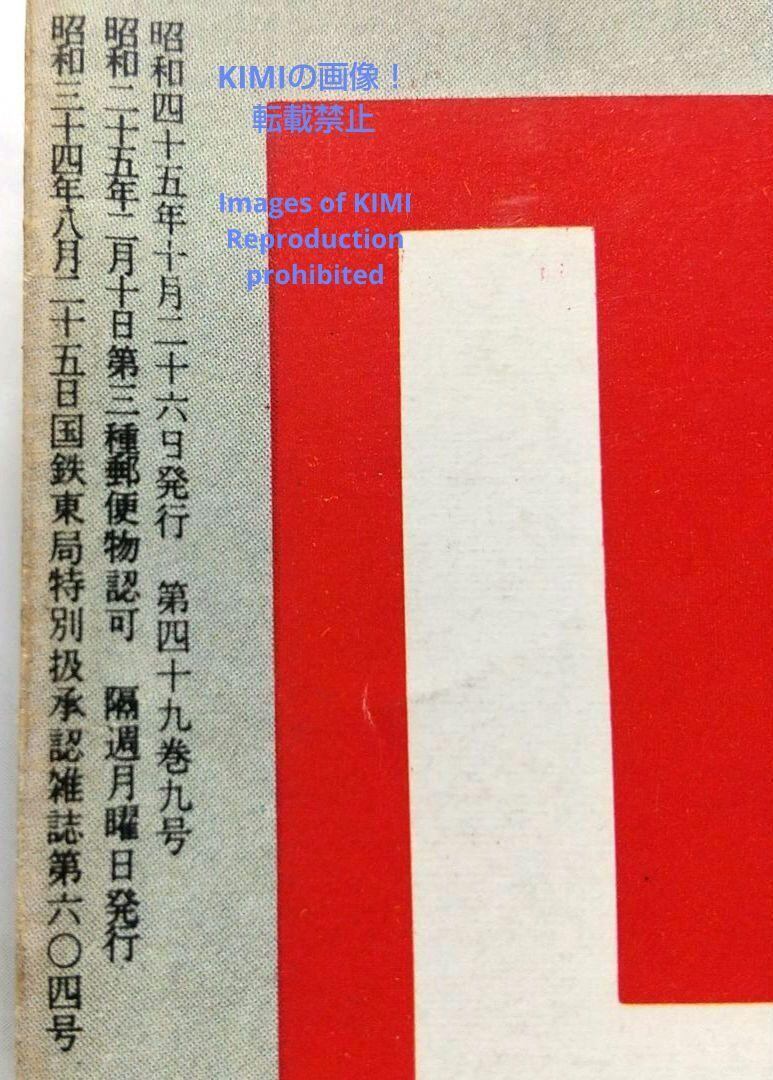 昭和四十五年十月二十六日発行　第四十九巻九号
昭和二十五年二月十日第三種郵便物認可　隔週月曜日発行
昭和三十四年八月二十五日国鉄東局特別扱承認雑誌第六〇四号
KIMIの画像！
転載禁止
Images of KIMI
Reproduction
prohibited
L